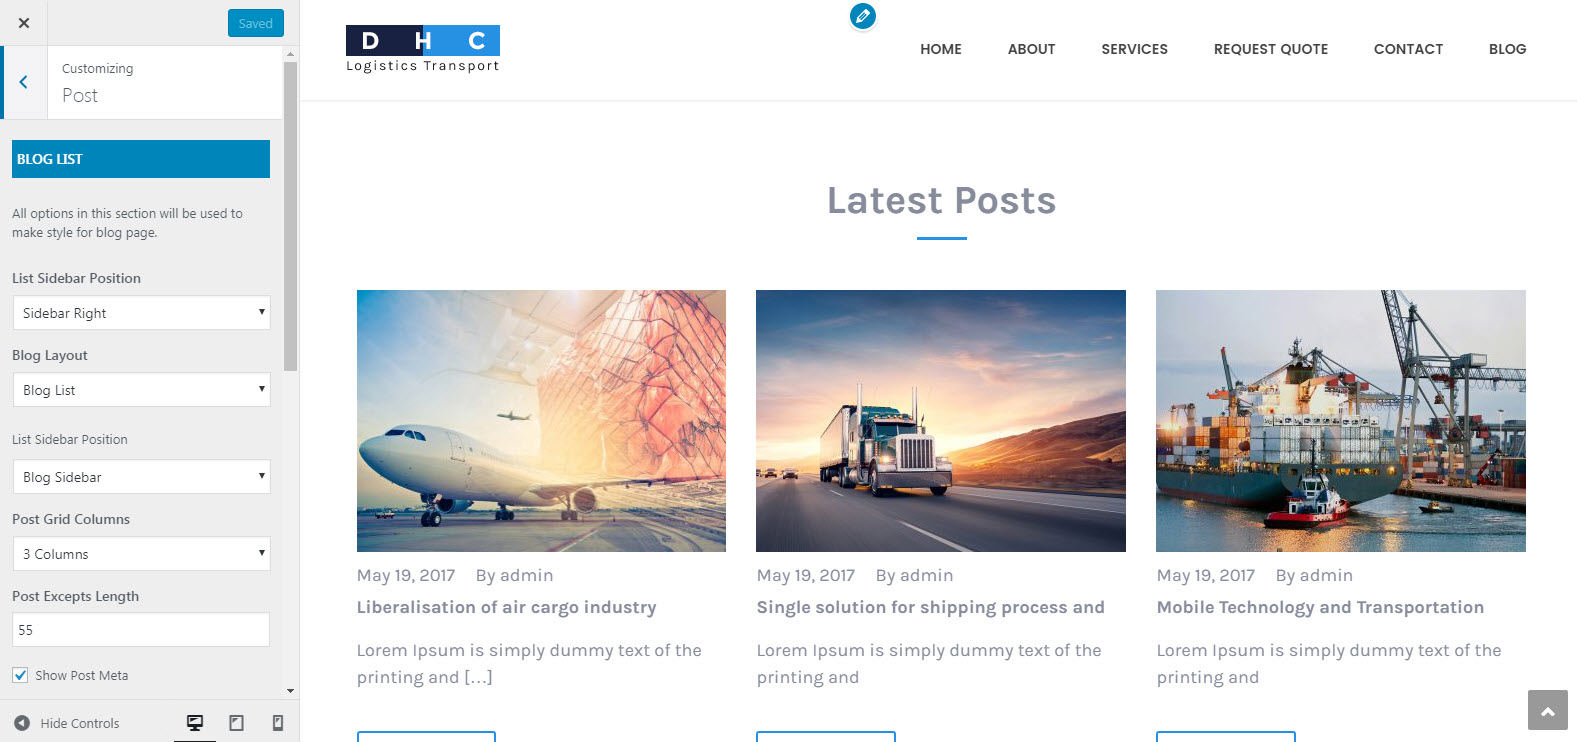 Saved
Customizing
Post
BLOG LIST
All options in this section will be used to
make style for blog page.
List Sidebar Position
Sidebar Right
Blog Layout
Blog List
List Sidebar Position
Blog Sidebar
Post Grid Columns
3 Columns
Post Excepts Length
55
Show Post Meta
Hide Controls
D H C
Logistics Transport
HOME ABOUT SERVICES REQUEST QUOTE CONTACT BLOG
Latest Posts
May 19, 2017 By admin
Liberalisation of air cargo industry
Lorem Ipsum is simply dummy text of the
printing and [...]
May 19, 2017 By admin
Single solution for shipping process and
Lorem Ipsum is simply dummy text of the
printing and
May 19, 2017 By admin
Mobile Technology and Transportation
Lorem Ipsum is simply dummy text of the
printing and